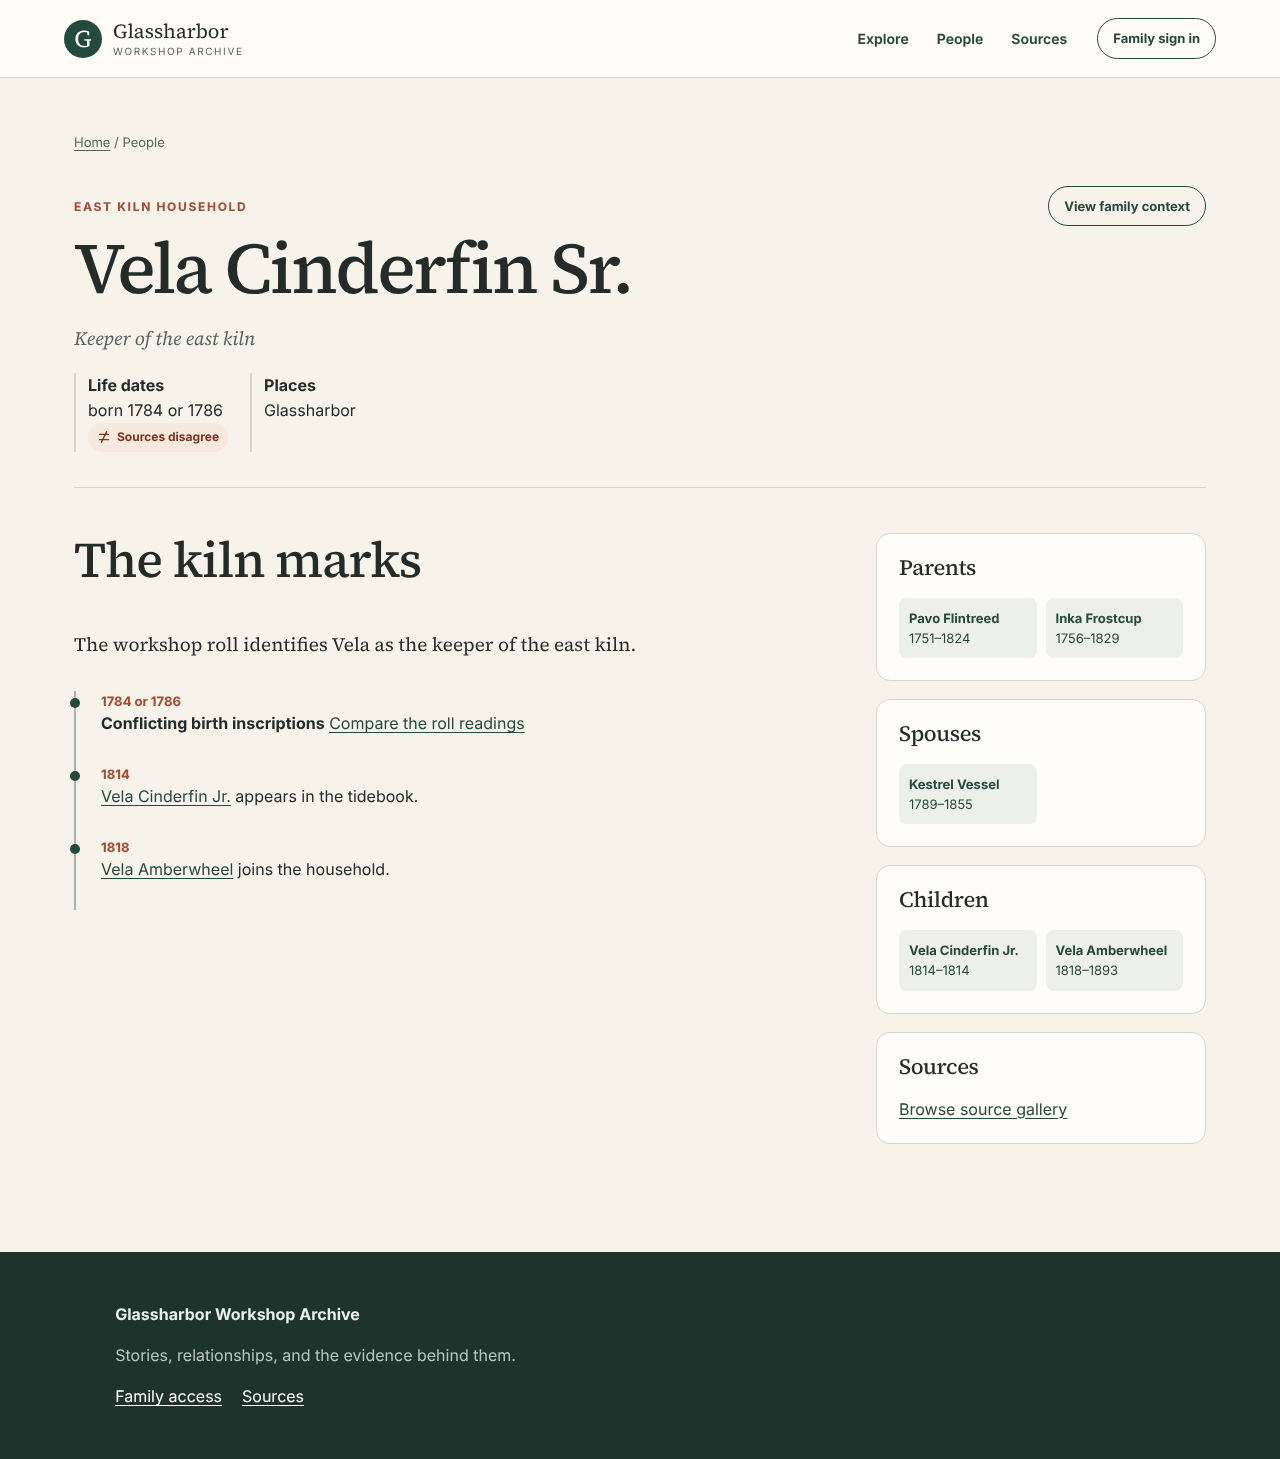 G
Glassharbor
WORKSHOP ARCHIVE
Explore People Sources Family sign in
Home / People
EAST KILN HOUSEHOLD
View family context
Vela Cinderfin Sr.
Keeper of the east kiln
Life dates
born 1784 or 1786
≠ Sources disagree
Places
Glassharbor
The kiln marks
The workshop roll identifies Vela as the keeper of the east kiln.
1784 or 1786
Conflicting birth inscriptions Compare the roll readings
1814
Vela Cinderfin Jr. appears in the tidebook.
1818
Vela Amberwheel joins the household.
Parents
Pavo Flintreed
1751–1824
Inka Frostcup
1756–1829
Spouses
Kestrel Vessel
1789–1855
Children
Vela Cinderfin Jr.
1814–1814
Vela Amberwheel
1818–1893
Sources
Browse source gallery
Glassharbor Workshop Archive
Stories, relationships, and the evidence behind them.
Family access Sources